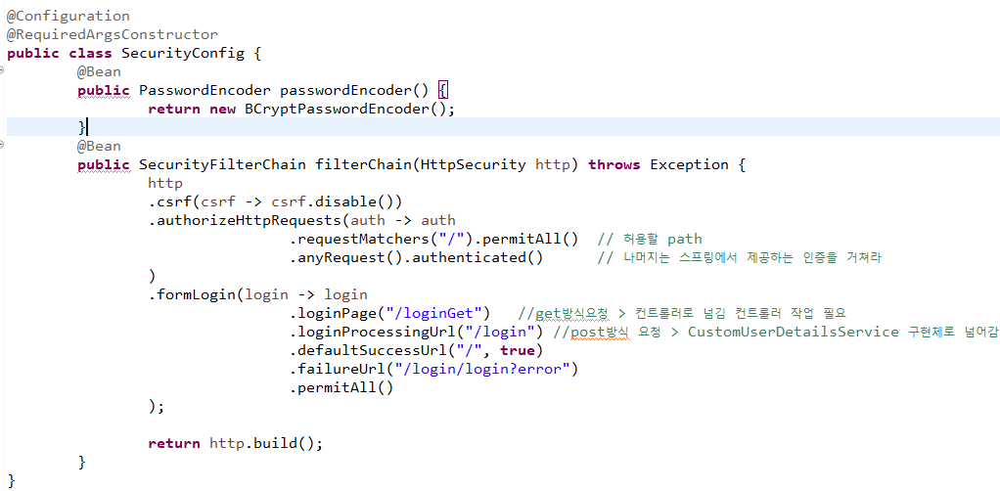 @Configuration
@RequiredArgsConstructor
public class SecurityConfig {
@Bean
public PasswordEncoder passwordEncoder() {
return new BCryptPasswordEncoder();
}
@Bean
public SecurityFilterChain filterChain(HttpSecurity http) throws Exception {
http
.csrf(csrf -> csrf.disable())
.authorizeHttpRequests(auth -> auth
.requestMatchers("/").permitAll() // 허용할 path
.anyRequest().authenticated() // 나머지는 스프링에서 제공하는 인증을 거쳐라
)
.formLogin(login -> login
.loginPage("/loginGet") //get방식요청 > 컨트롤러로 넘김 컨트롤러 작업 필요
.loginProcessingUrl("/login") //post방식 요청 > CustomUserDetailsService 구현체로 넘어감
.defaultSuccessUrl("/", true)
.failureUrl("/login/login?error")
.permitAll()
);
return http.build();
}
}